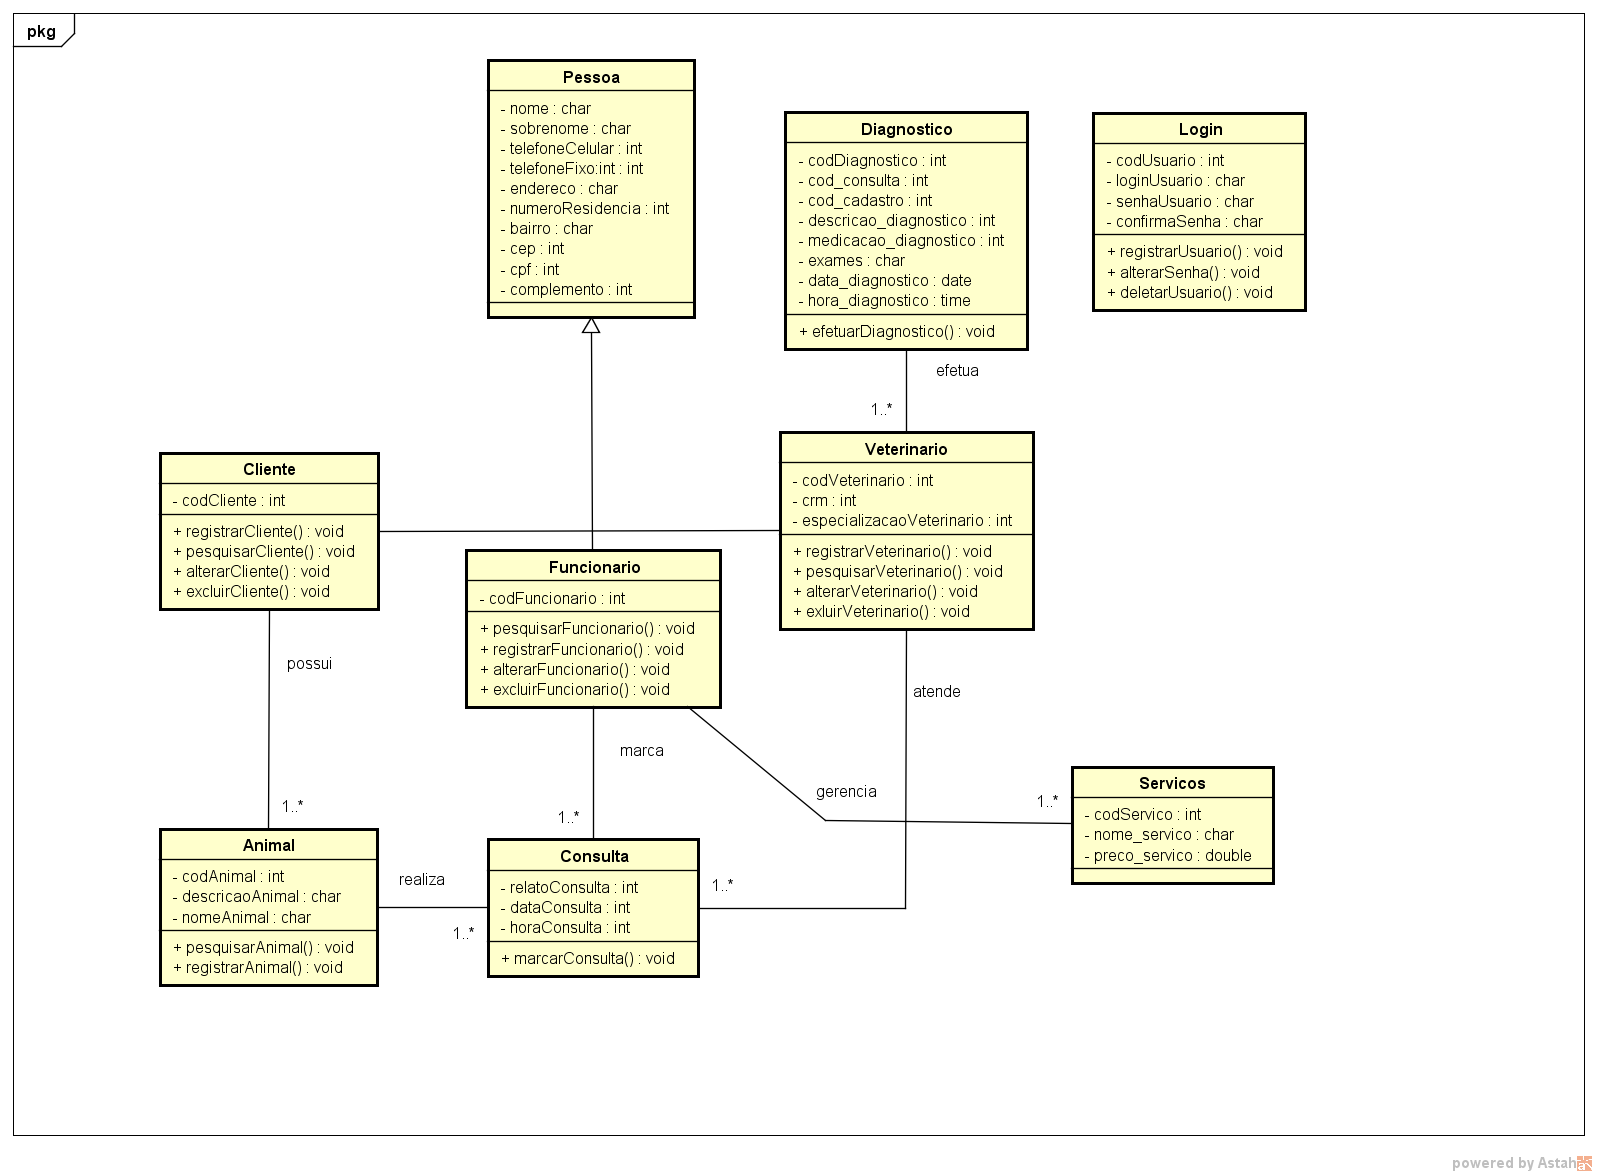 pkg
Pessoa
- nome : char
- sobrenome : char
- telefoneCelular : int
- telefoneFixo:int : int
- endereco : char
- numeroResidencia : int
- bairro : char
- cep : int
- cpf : int
- complemento : int
Diagnostico
- codDiagnostico : int
- cod_consulta : int
- cod_cadastro : int
- descricao_diagnostico : int
- medicacao_diagnostico : int
- exames : char
- data_diagnostico : date
- hora_diagnostico : time
+ efetuarDiagnostico() : void
Login
- codUsuario : int
- loginUsuario : char
- senhaUsuario : char
- confirmaSenha : char
+ registrarUsuario() : void
+ alterarSenha() : void
+ deletarUsuario() : void
efetua
1..*
Cliente
- codCliente : int
+ registrarCliente() : void
+ pesquisarCliente() : void
+ alterarCliente() : void
+ excluirCliente() : void
Veterinario
- codVeterinario : int
- crm : int
- especializacaoVeterinario : int
+ registrarVeterinario() : void
+ pesquisarVeterinario() : void
+ alterarVeterinario() : void
+ exluirVeterinario() : void
Funcionario
- codFuncionario : int
+ pesquisarFuncionario() : void
+ registrarFuncionario() : void
+ alterarFuncionario() : void
+ excluirFuncionario() : void
possui
atende
marca
gerencia
1..*
1..*
1..*
Servicos
- codServico : int
- nome_servico : char
- preco_servico : double
Animal
- codAnimal : int
- descricaoAnimal : char
- nomeAnimal : char
+ pesquisarAnimal() : void
+ registrarAnimal() : void
realiza
1..*
Consulta
- relatoConsulta : int
- dataConsulta : int
- horaConsulta : int
+ marcarConsulta() : void
1..*
powered by Astah